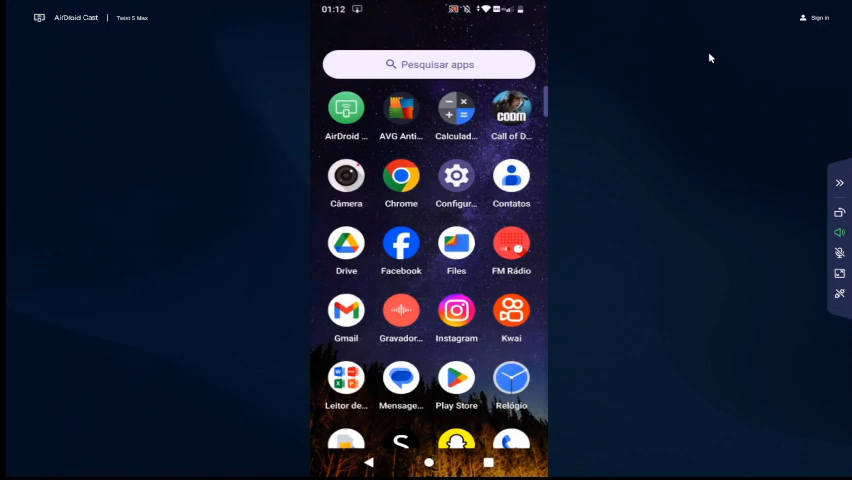 AirDroid Cast | Twist 5 Max
Sign in
01:12
Pesquisar apps
AirDroid ... AVG Anti... Calculad... Call of D...
CODM
Câmera Chrome Configur... Contatos
Drive Facebook Files FM Rádio
Gmail Gravador... Instagram Kwai
Leitor de... Mensage... Play Store Relógio